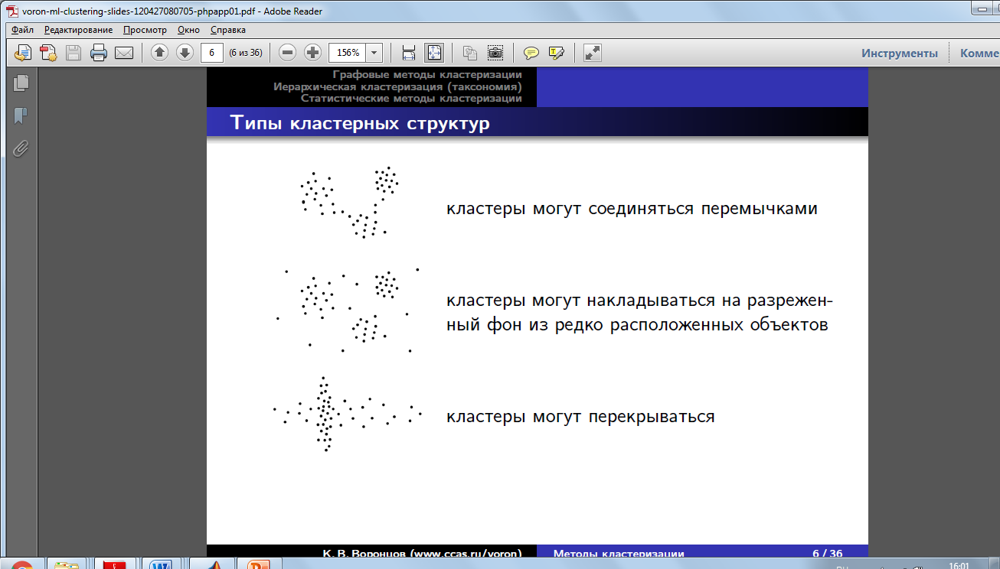 voron-ml-clustering-slides-120427080705-phpapp01.pdf - Adobe Reader
Файл Редактирование Просмотр Окно Справка
6 (6 из 36) 156% Инструменты
Графовые методы кластеризации
Иерархическая кластеризация (таксономия)
Статистические методы кластеризации
Типы кластерных структур
кластеры могут соединяться перемычками
кластеры могут накладываться на разрежен-
ный фон из редко расположенных объектов
кластеры могут перекрываться
К. В. Воронцов (www.ccas.ru/voron) Методы кластеризации 6 / 36
16:01